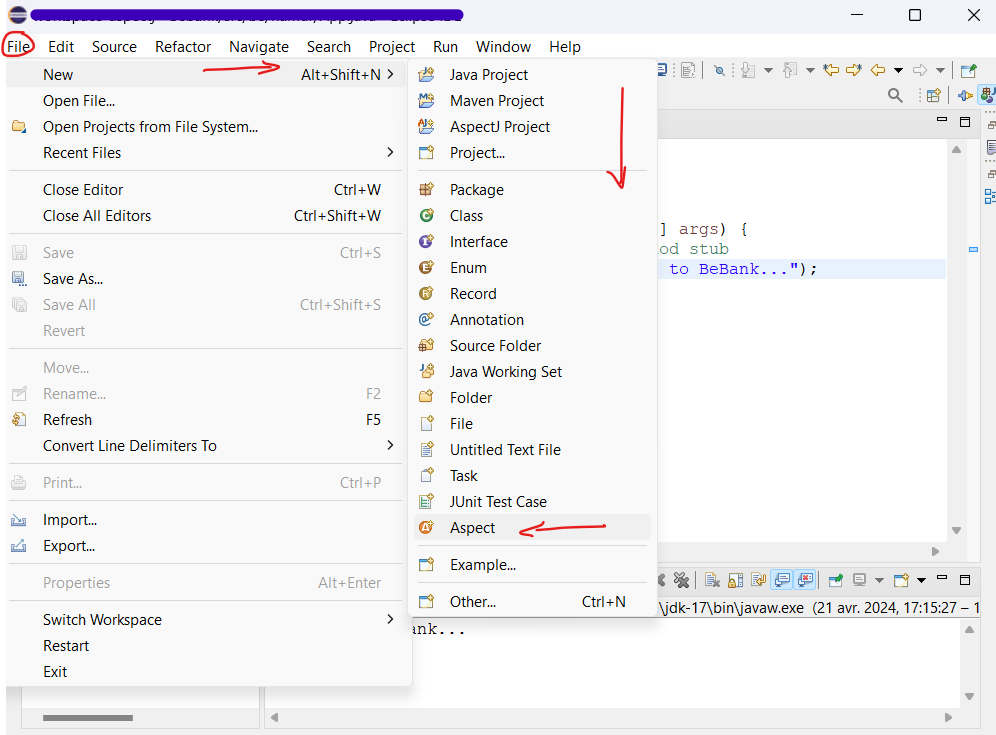 File Edit Source Refactor Navigate Search Project Run Window Help
New Alt+Shift+N
Open File...
Open Projects from File System...
Recent Files
Close Editor Ctrl+W
Close All Editors Ctrl+Shift+W
Save Ctrl+S
Save As...
Save All Ctrl+Shift+S
Revert
Move...
Rename... F2
Refresh F5
Convert Line Delimiters To
Print... Ctrl+P
Import...
Export...
Properties Alt+Enter
Switch Workspace
Restart
Exit
Java Project
Maven Project
AspectJ Project
Project...
Package
Class
Interface
Enum
Record
Annotation
Source Folder
Java Working Set
Folder
File
Untitled Text File
Task
JUnit Test Case
Aspect
Example...
Other... Ctrl+N
] args) {
od stub
to BeBank...");
\jdk-17\bin\javaw.exe (21 avr. 2024, 17:15:27 – 1
ank...